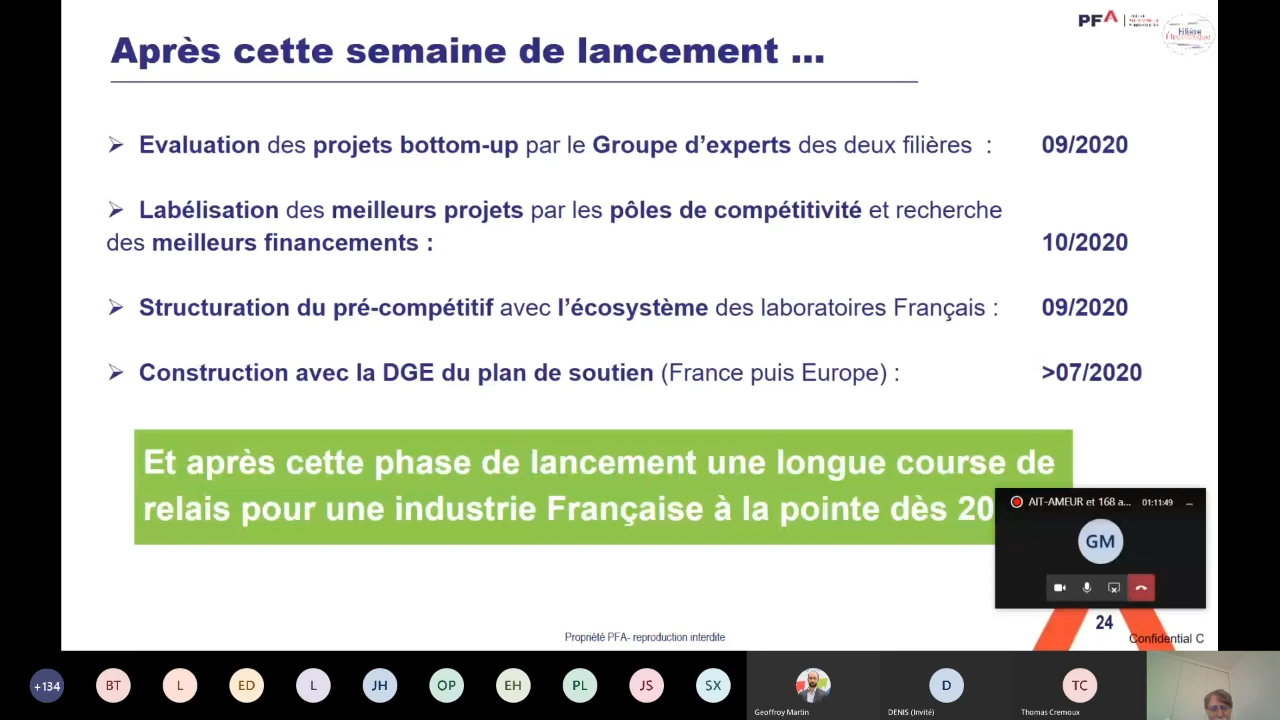 Après cette semaine de lancement ...
PFA
Filière
Electronique
➢ Evaluation des projets bottom-up par le Groupe d'experts des deux filières : 09/2020
➢ Labélisation des meilleurs projets par les pôles de compétitivité et recherche
des meilleurs financements : 10/2020
➢ Structuration du pré-compétitif avec l'écosystème des laboratoires Français : 09/2020
➢ Construction avec la DGE du plan de soutien (France puis Europe) : >07/2020
Et après cette phase de lancement une longue course de
relais pour une industrie Française à la pointe dès 20
AIT-AMEUR et 168 a... 01:11:49
GM
24
Propriété PFA- reproduction interdite
Confidential C
+134 BT L ED L JH OP EH PL JS SX D TC
Geoffroy Martin DENIS (Invité) Thomas Cremoux